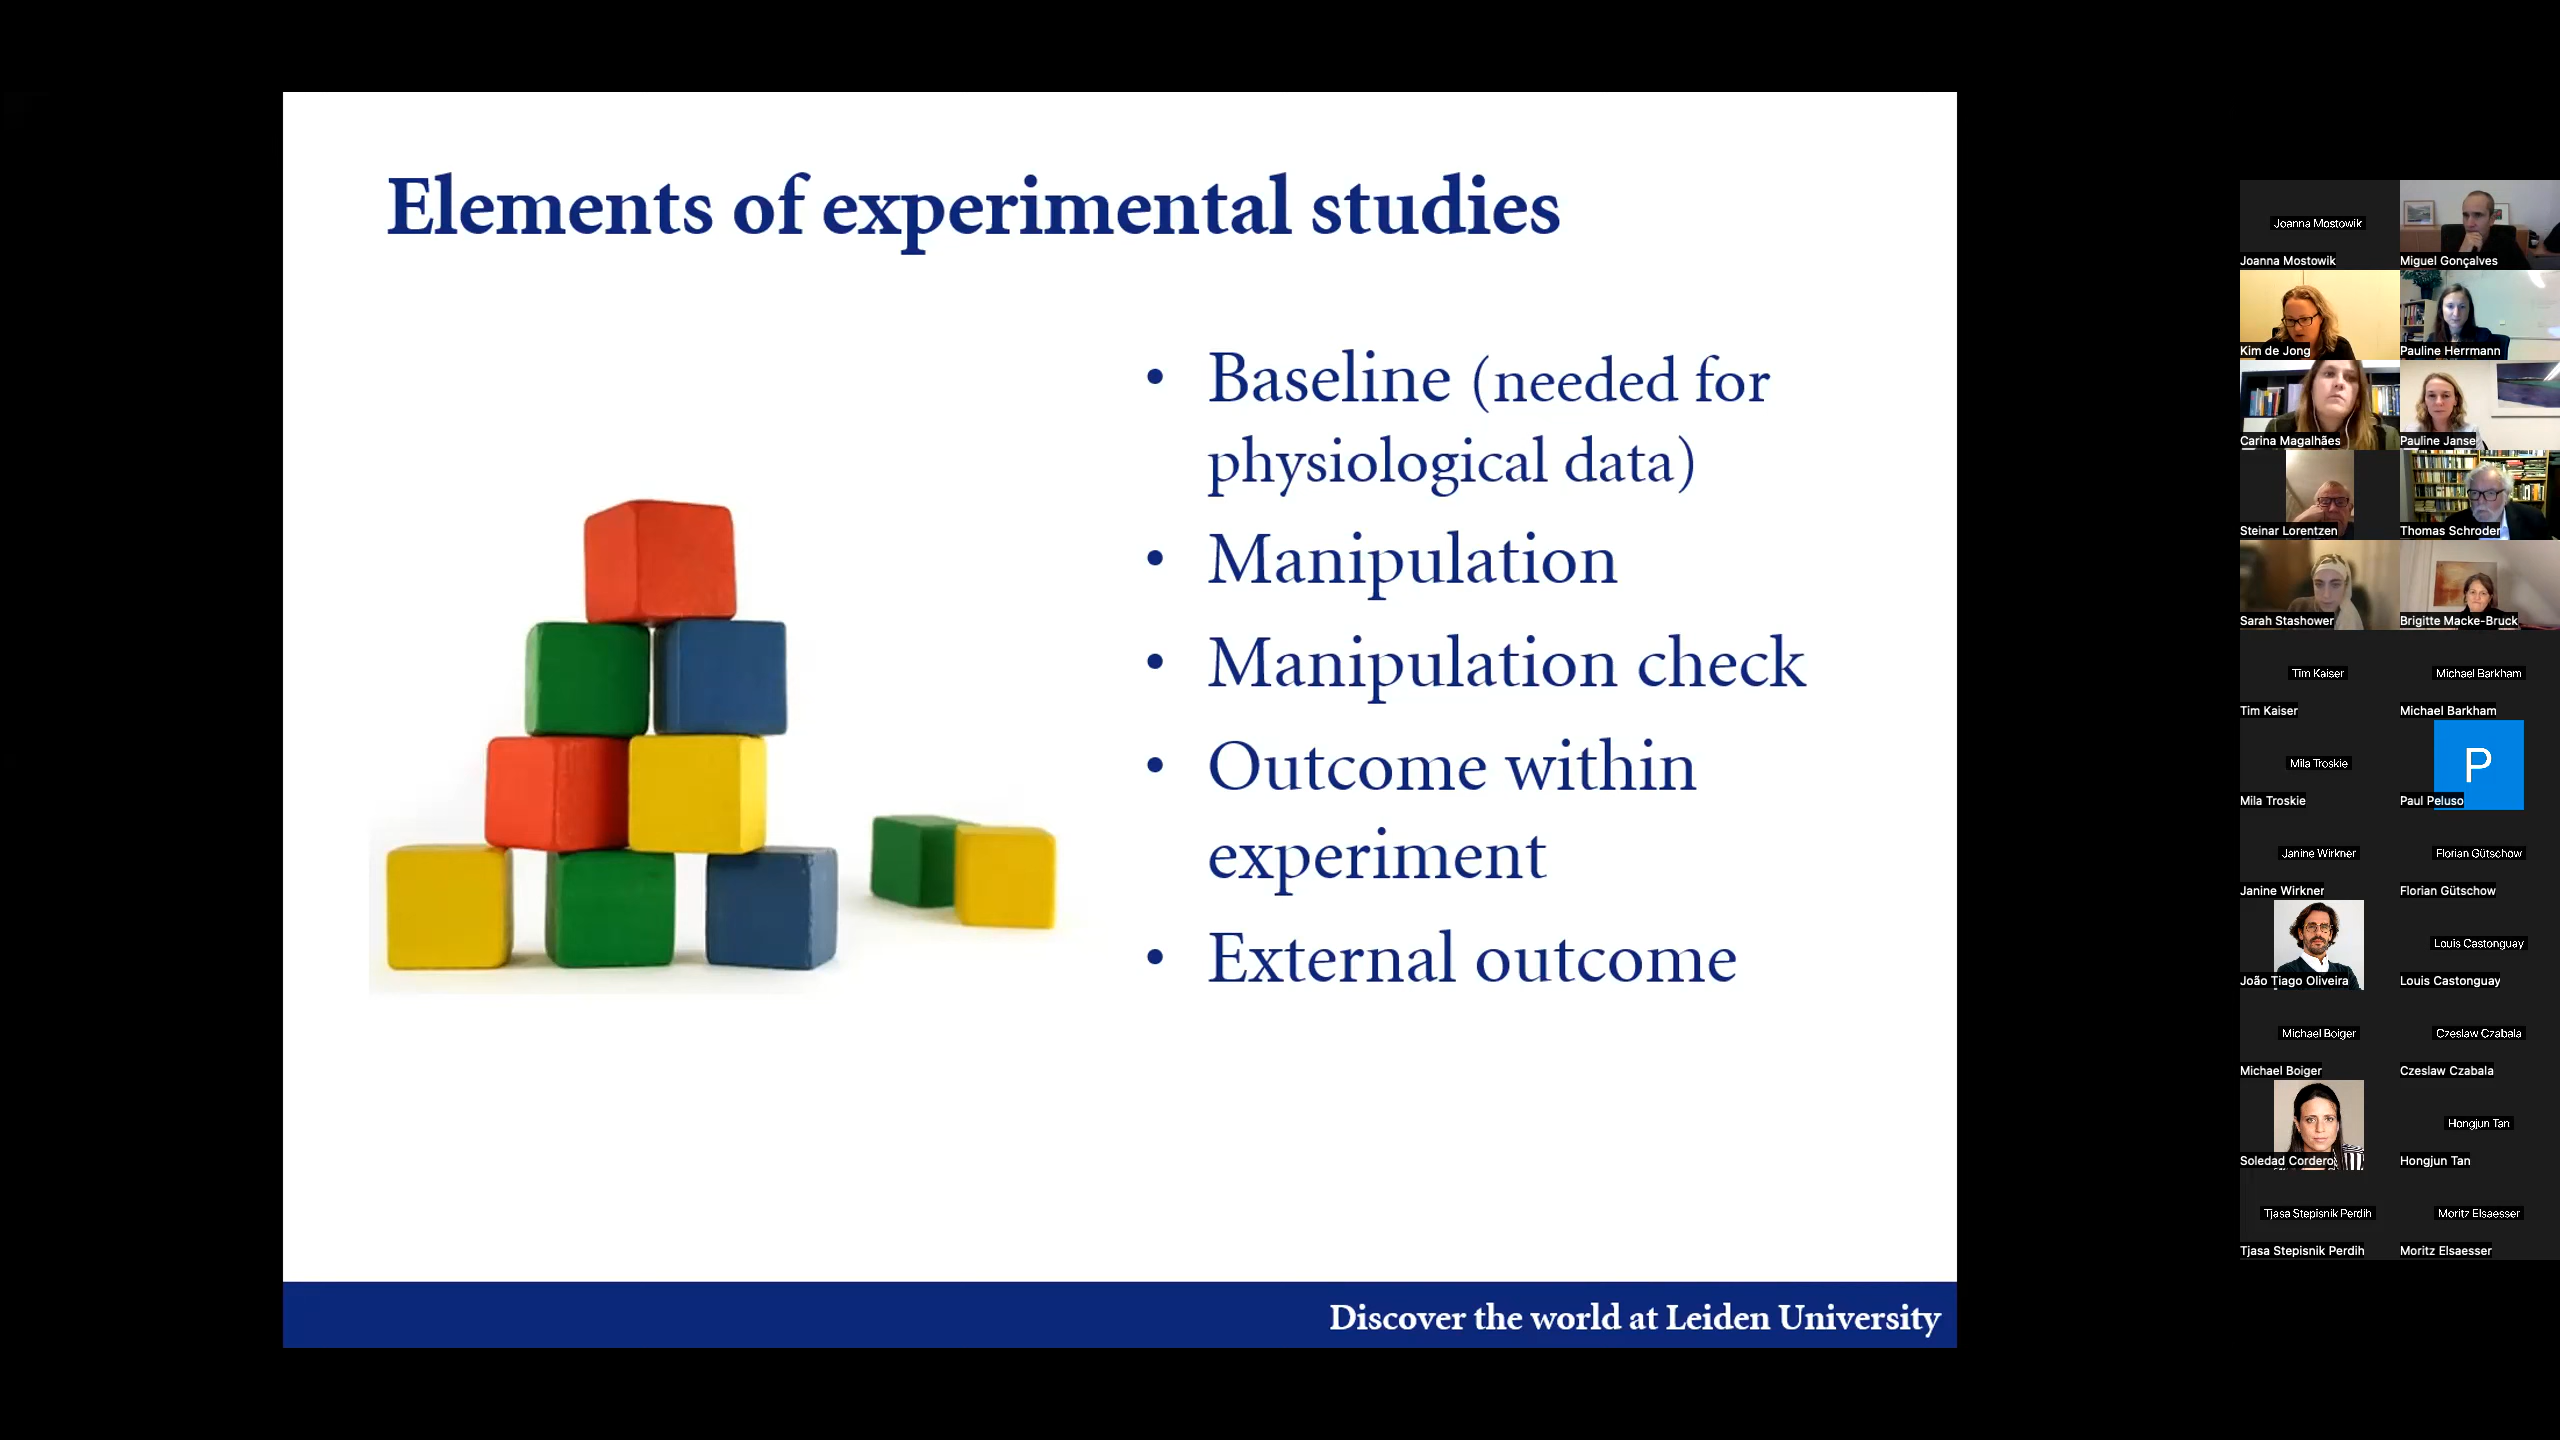 Elements of experimental studies
• Baseline (needed for
physiological data)
• Manipulation
• Manipulation check
• Outcome within
experiment
• External outcome
Discover the world at Leiden University
Joanna Mostowik
Joanna Mostowik
Miguel Gonçalves
Kim de Jong
Pauline Herrmann
Carina Magalhães
Pauline Janse
Steinar Lorentzen
Thomas Schroder
Sarah Stashower
Brigitte Macke-Bruck
Tim Kaiser
Michael Barkham
Tim Kaiser
Michael Barkham
Mila Troskie
P
Mila Troskie
Paul Peluso
Janine Wirkner
Florian Gütschow
Janine Wirkner
Florian Gütschow
Louis Castonguay
João Tiago Oliveira
Louis Castonguay
Michael Boiger
Czeslaw Czabala
Michael Boiger
Czeslaw Czabala
Hongjun Tan
Soledad Cordero
Hongjun Tan
Tjasa Stepisnik Perdih
Moritz Elsaesser
Tjasa Stepisnik Perdih
Moritz Elsaesser